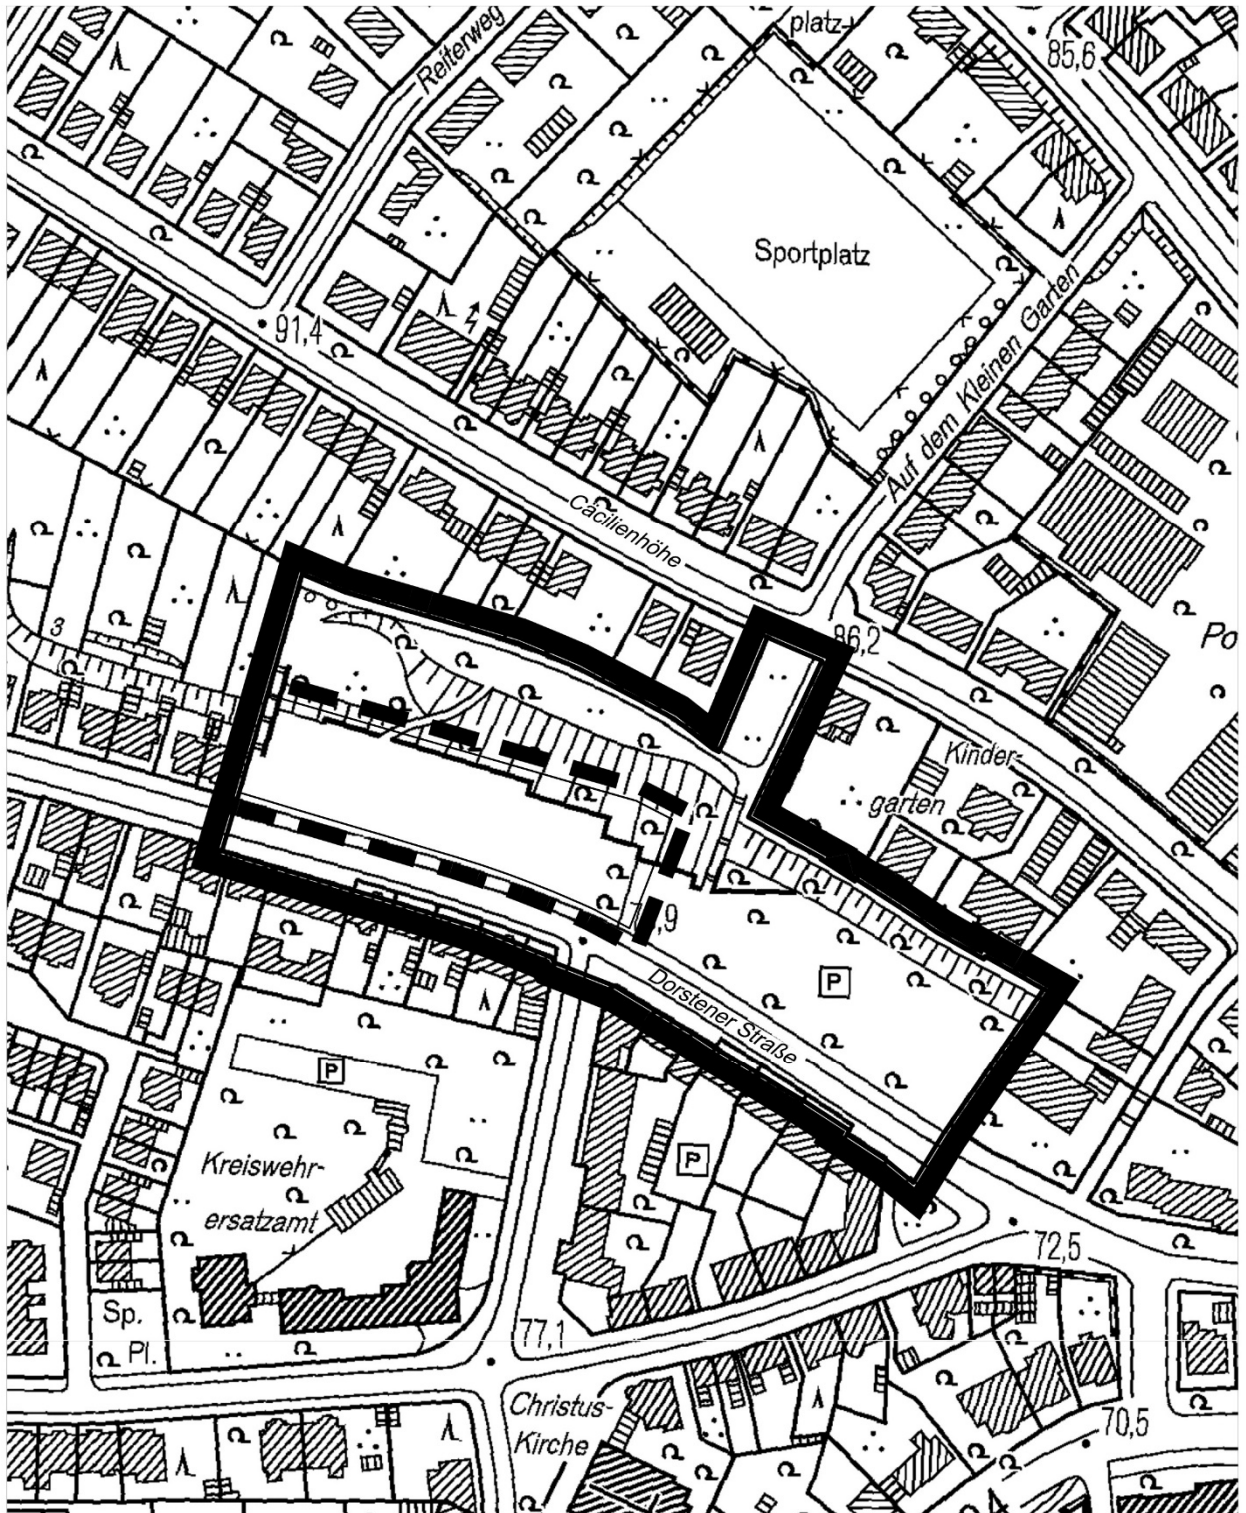 platz-
85,6
Reiterweg
Sportplatz
91,4
Auf dem Kleinen Garten
Cäcilienhöhe
3
86,2
Po
Kinder-
garten
,9
P
Dorstener Straße
P
P
Kreiswehr-
ersatzamt
72,5
Sp.
Pl.
77,1
Christus-
Kirche
70,5